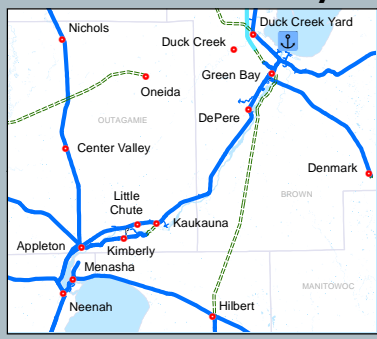 Duck Creek Yard
Nichols
Duck Creek
Green Bay
Oneida
DePere
OUTAGAMIE
Center Valley
Denmark
Little
Chute
BROWN
Kaukauna
Appleton
Kimberly
Menasha
MANITOWOC
Neenah
Hilbert